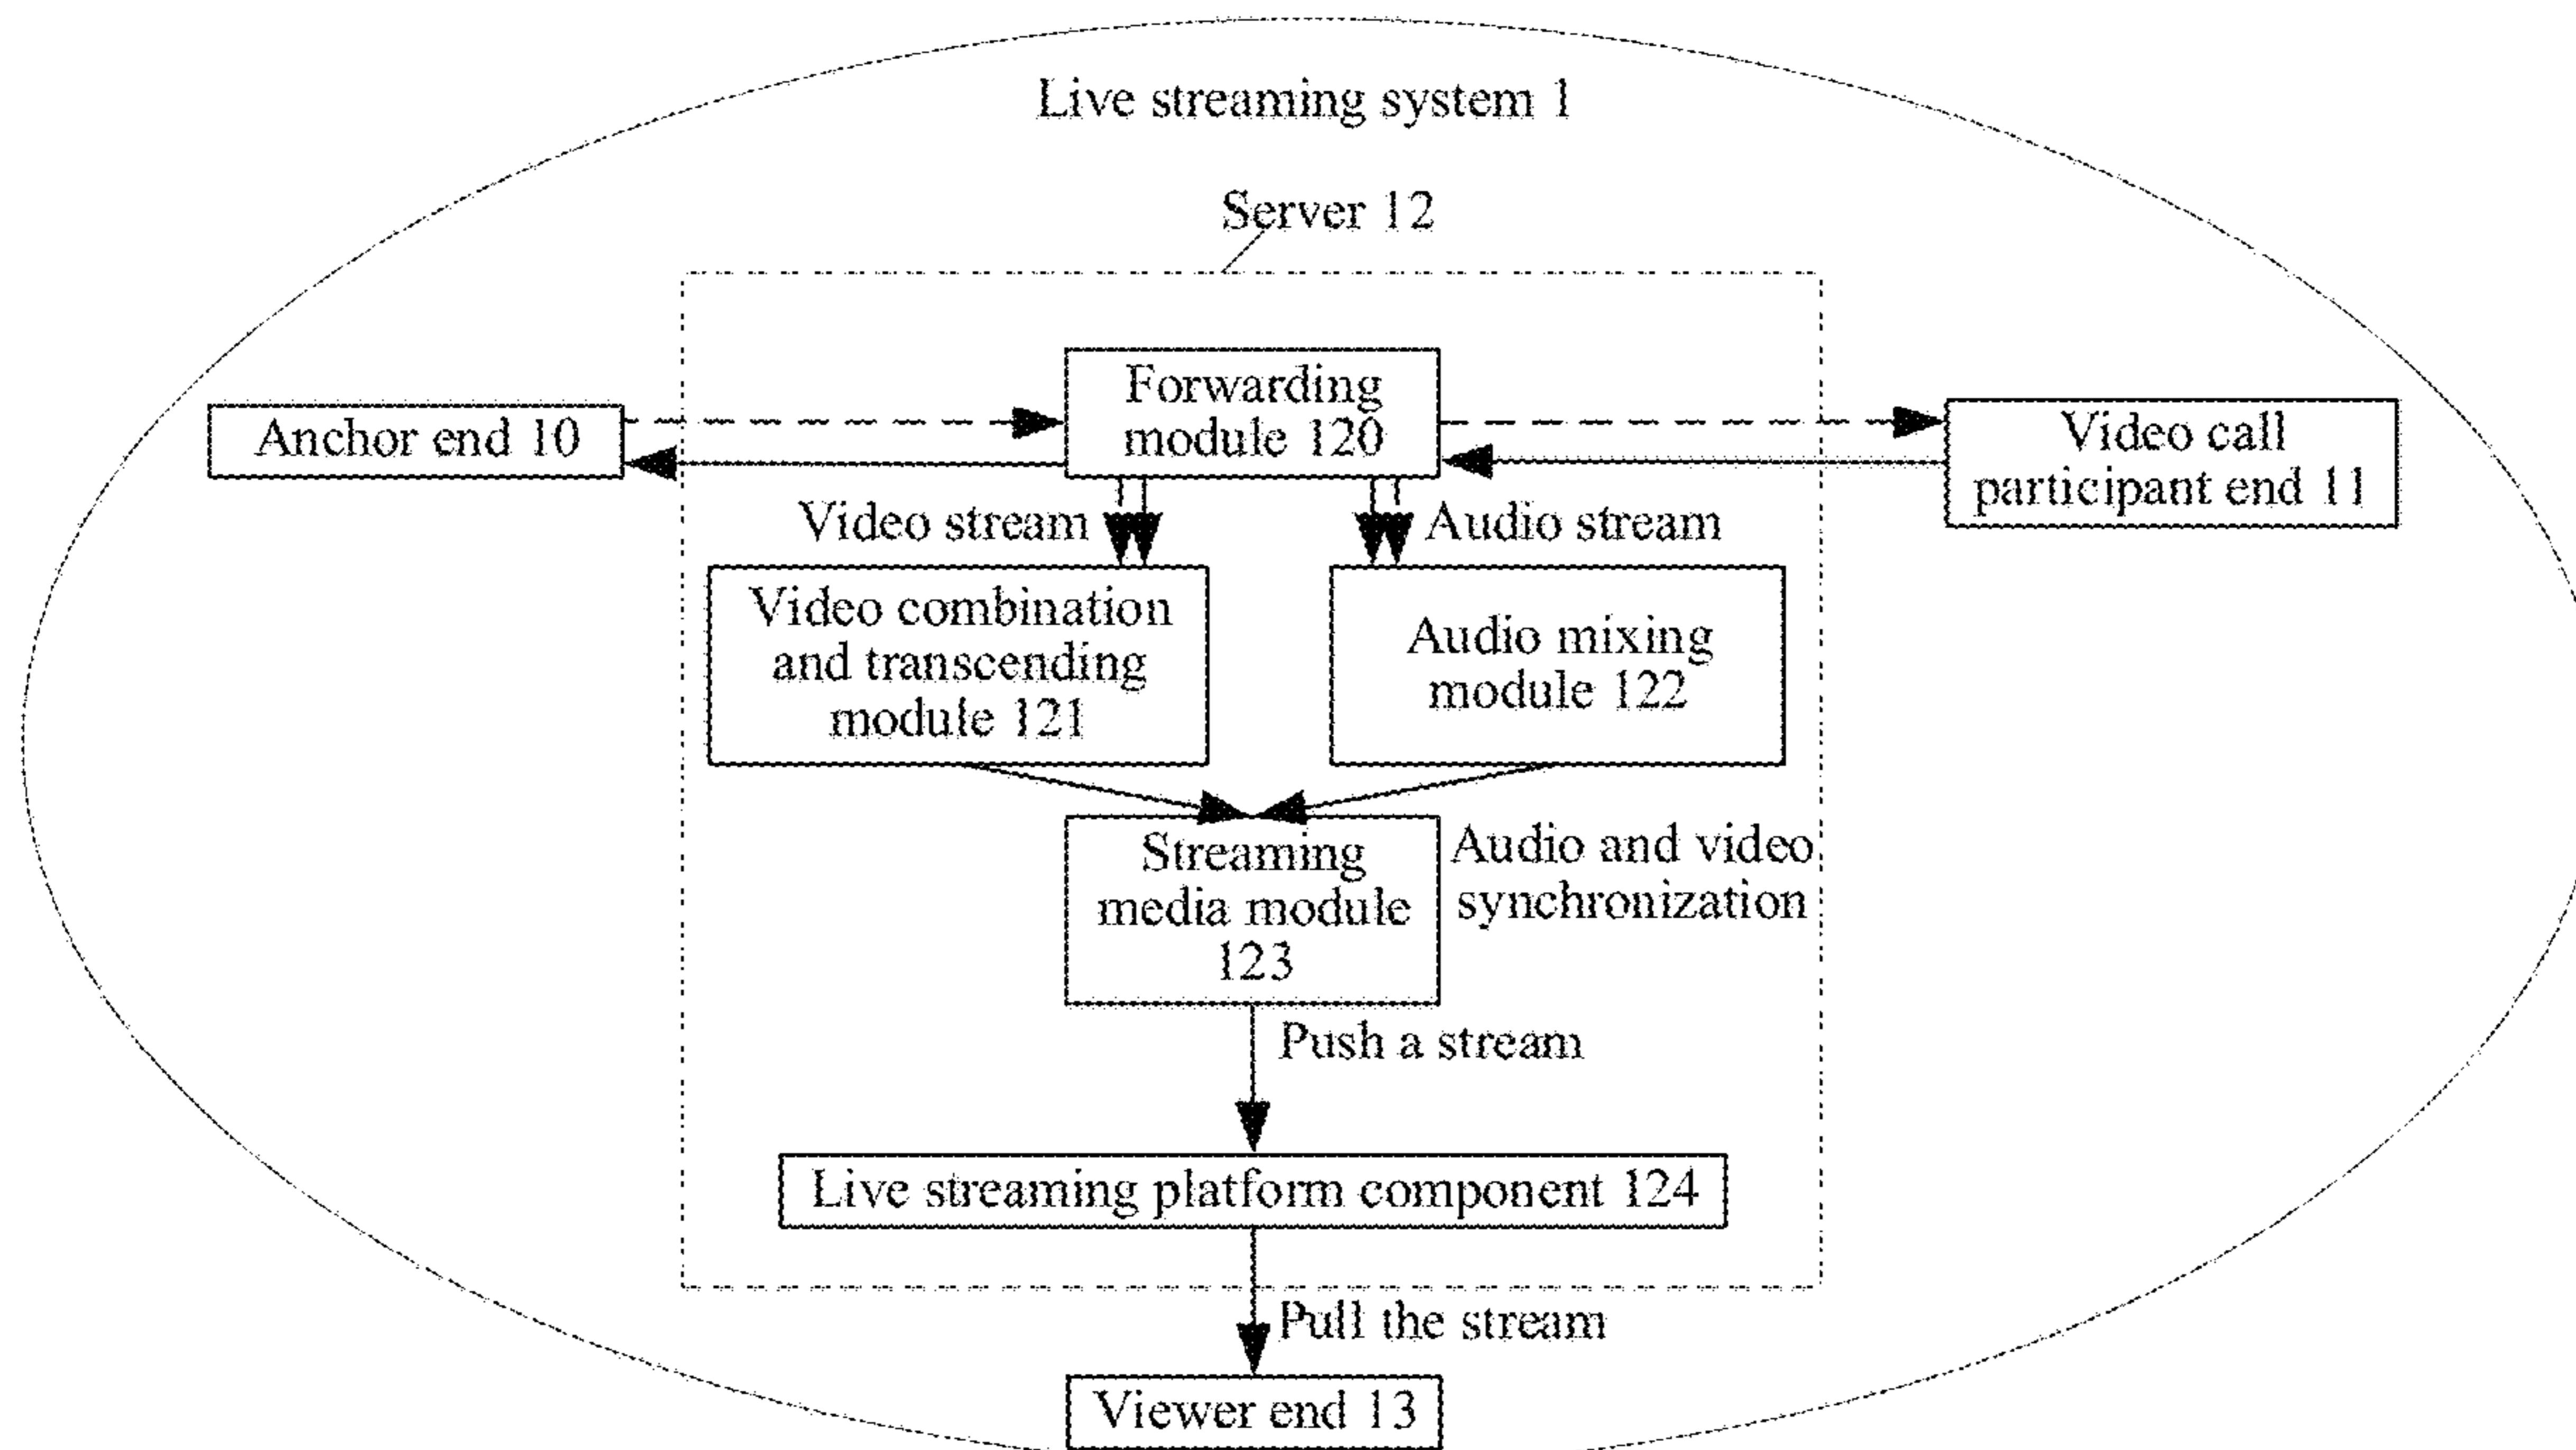 Live streaming system 1
Server 12
Forwarding
module 120
Anchor end 10
Video call
participant end 11
Video stream
Audio stream
Video combination
and transcending
module 121
Audio mixing
module 122
Streaming
media module
123
Audio and video
synchronization
Push a stream
Live streaming platform component 124
Pull the stream
Viewer end 13